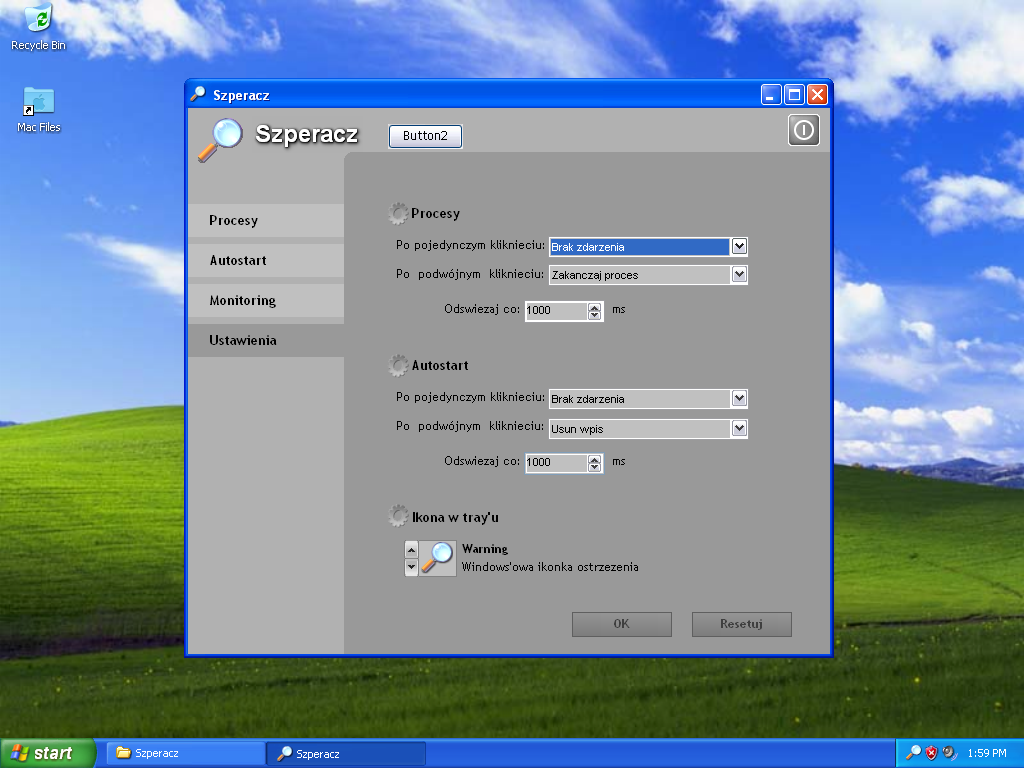 Recycle Bin
Mac Files
Szperacz
Szperacz
Button2
Procesy
Autostart
Monitoring
Ustawienia
Procesy
Po pojedynczym kliknieciu: Brak zdarzenia
Po podwójnym kliknieciu: Zakanczaj proces
Odswiezaj co: 1000 ms
Autostart
Po pojedynczym kliknieciu: Brak zdarzenia
Po podwójnym kliknieciu: Usun wpis
Odswiezaj co: 1000 ms
Ikona w tray'u
Warning
Windows'owa ikonka ostrzezenia
OK Resetuj
start Szperacz Szperacz 1:59 PM